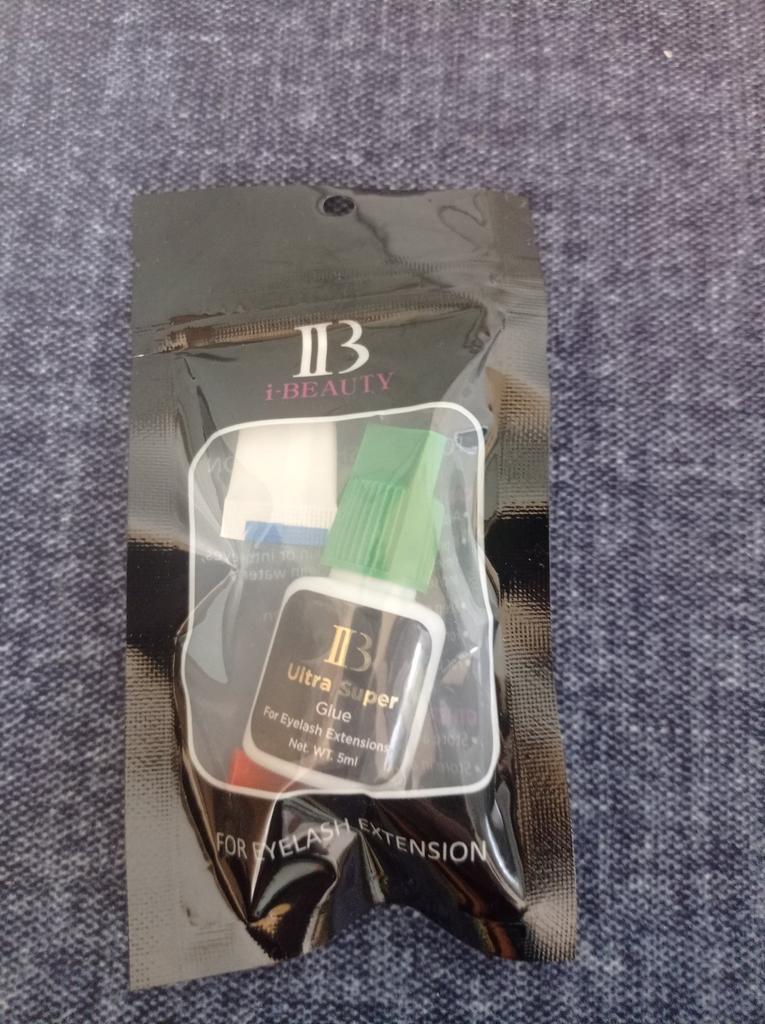 IB
i-BEAUTY
IB
Ultra Super
Glue
For Eyelash Extensions
Net. WT. 5ml
FOR EYELASH EXTENSION